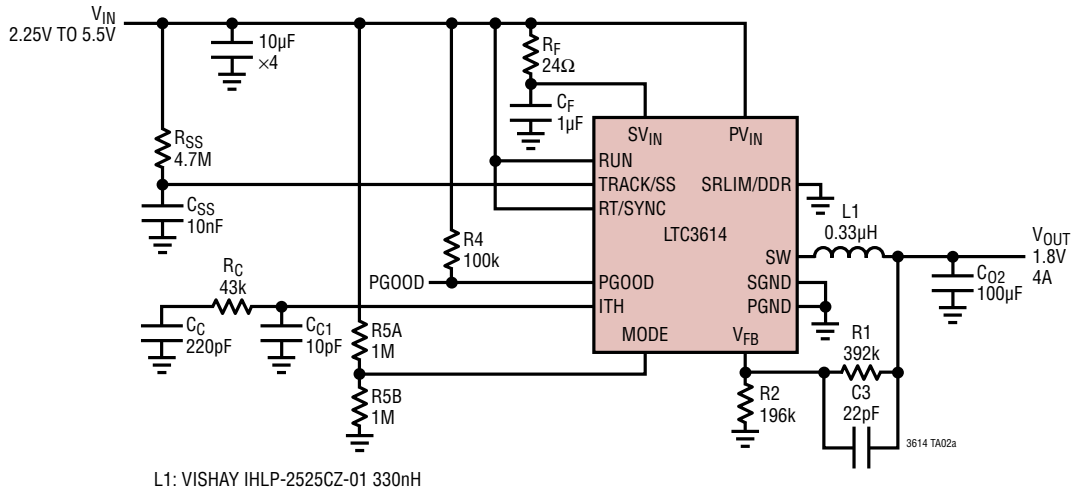 VIN
2.25V TO 5.5V
10µF
×4
RF
24Ω
CF
1µF
RSS
4.7M
CSS
10nF
SVIN
PVIN
RUN
TRACK/SS
RT/SYNC
SRLIM/DDR
LTC3614
SW
PGOOD
SGND
ITH
PGND
MODE
VFB
L1
0.33µH
VOUT
1.8V
4A
CO2
100µF
R4
100k
PGOOD
RC
43k
CC
220pF
CC1
10pF
R5A
1M
R5B
1M
R1
392k
C3
22pF
R2
196k
3614 TA02a
L1: VISHAY IHLP-2525CZ-01 330nH